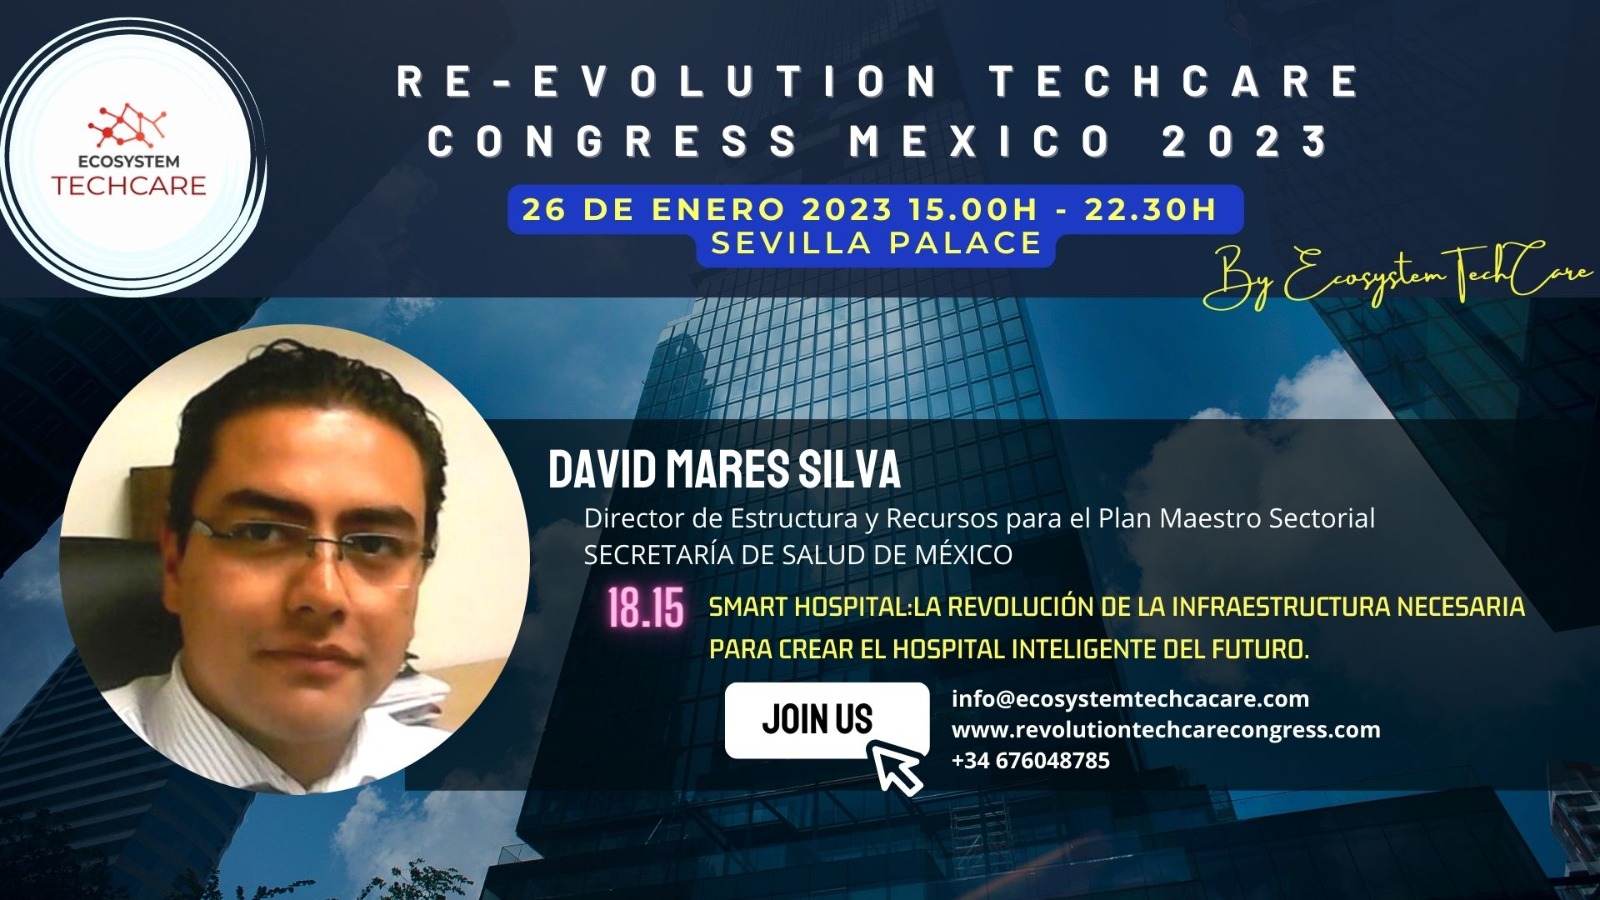 ECOSYSTEM
TECHCARE
RE-EVOLUTION TECHCARE
CONGRESS MEXICO 2023
26 DE ENERO 2023 15.00H - 22.30H
SEVILLA PALACE
By Ecosystem TechCare
DAVID MARES SILVA
Director de Estructura y Recursos para el Plan Maestro Sectorial
SECRETARÍA DE SALUD DE MÉXICO
18.15 SMART HOSPITAL:LA REVOLUCIÓN DE LA INFRAESTRUCTURA NECESARIA
PARA CREAR EL HOSPITAL INTELIGENTE DEL FUTURO.
JOIN US
info@ecosystemtechcacare.com
www.revolutiontechcarecongress.com
+34 676048785